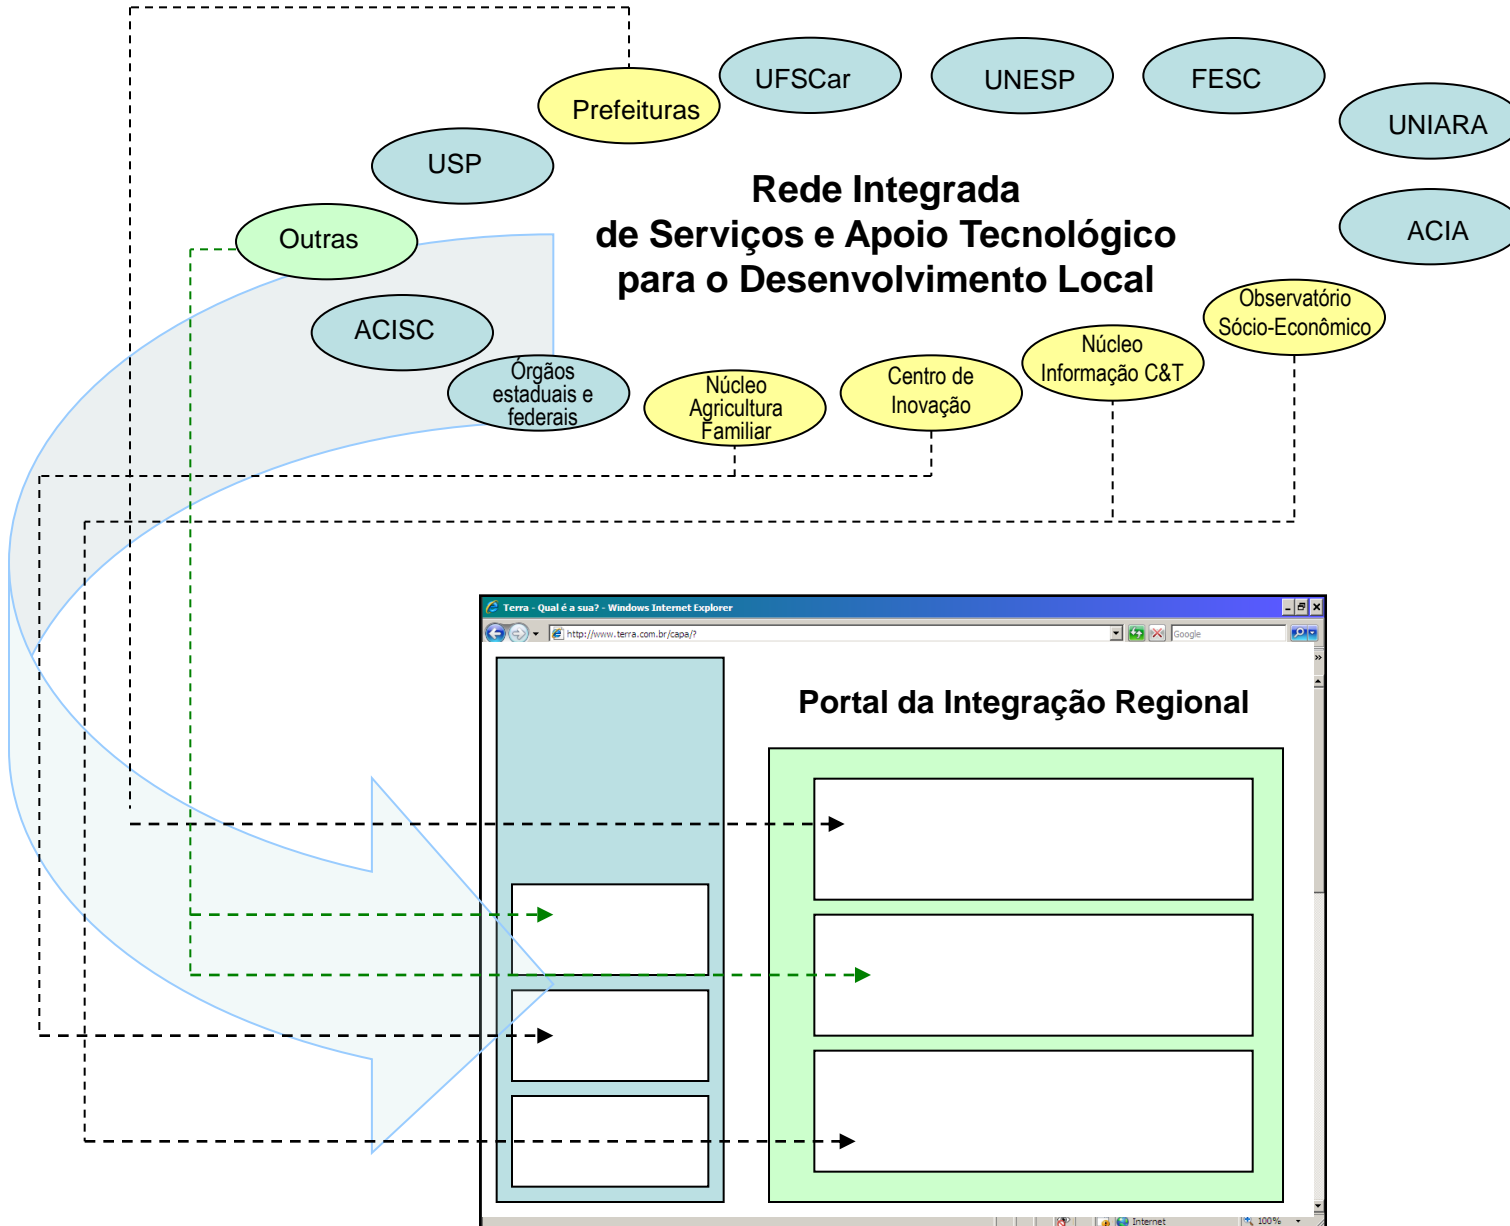 UFSCar
UNESP
FESC
Prefeituras
UNIARA
USP
Rede Integrada
de Serviços e Apoio Tecnológico
para o Desenvolvimento Local
Outras
ACIA
ACISC
Observatório
Sócio-Econômico
Núcleo
Informação C&T
Centro de
Inovação
Núcleo
Agricultura
Familiar
Órgãos
estaduais e
federais
Terra - Qual é a sua? - Windows Internet Explorer
http://www.terra.com.br/capa/?
Google
Portal da Integração Regional
Internet
100%